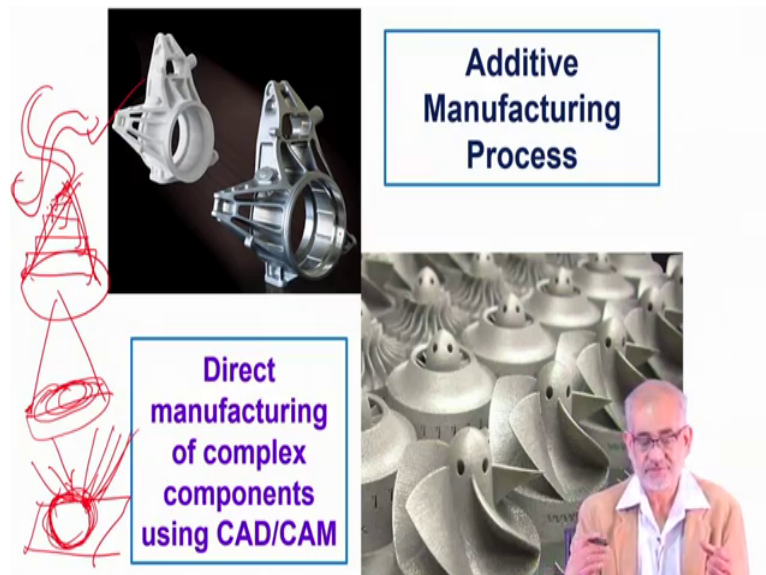 Additive
Manufacturing
Process
Direct
manufacturing
of complex
components
using CAD/CAM